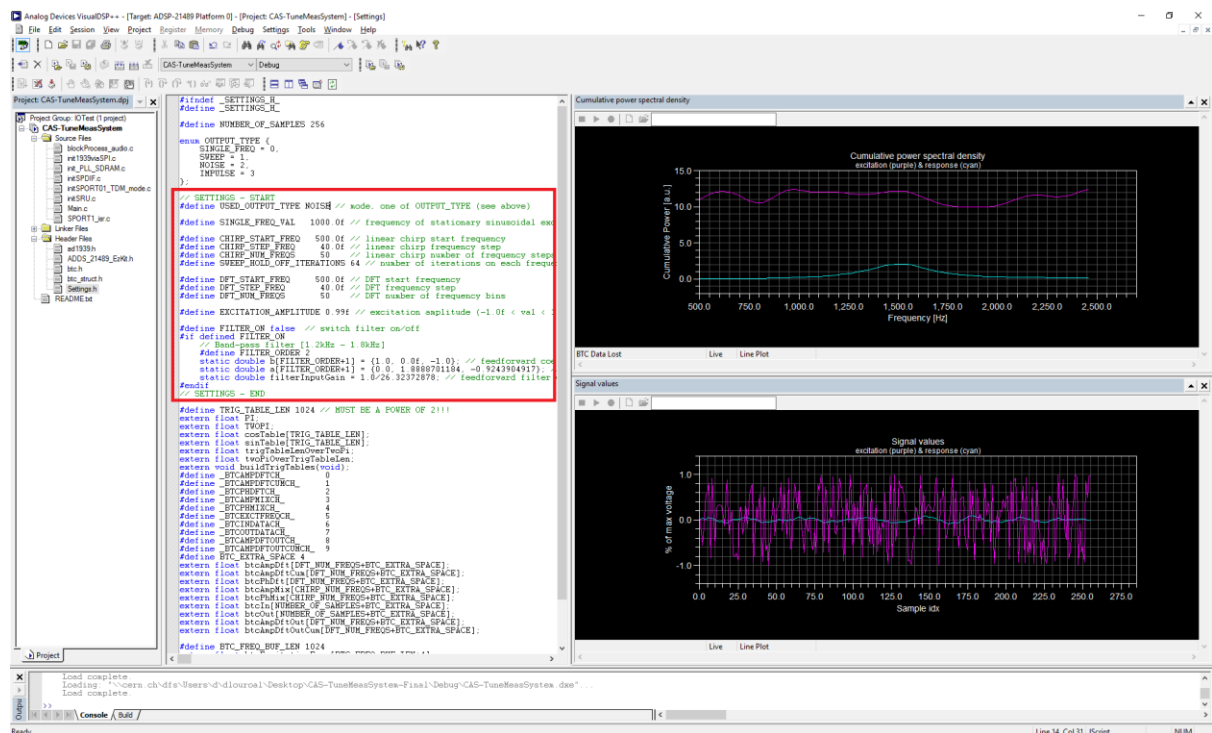 Analog Devices VisualDSP++ - [Target: ADSP-21489 Platform 0] - [Project: CAS-TuneMeasSystem] - [Settings]
File Edit Session View Project Register Memory Debug Settings Tools Window Help
CAS-TuneMeasSystem Debug
Project: CAS-TuneMeasSystem.dpj
Project Group: IOTest (1 project)
CAS-TuneMeasSystem
Source Files
blockProcess_audio.c
init1939viaSPI.c
init_PLL_SDRAM.c
initSPDIF.c
initSPORT01_TDM_mode.c
initSRU.c
Main.c
SPORT1_isr.c
Linker Files
Header Files
ad1939.h
ADDS_21489_EzKit.h
btc.h
btc_struct.h
Settings.h
README.txt
Project
#ifndef _SETTINGS_H_
#define _SETTINGS_H_
#define NUMBER_OF_SAMPLES 256
enum OUTPUT_TYPE {
SINGLE_FREQ = 0,
SWEEP = 1,
NOISE = 2,
IMPULSE = 3
};
// SETTINGS - START
#define USED_OUTPUT_TYPE NOISE // mode, one of OUTPUT_TYPE (see above)
#define SINGLE_FREQ_VAL 1000.0f // frequency of stationary sinusoidal exc
#define CHIRP_START_FREQ 500.0f // linear chirp start frequency
#define CHIRP_STEP_FREQ 40.0f // linear chirp frequency step
#define CHIRP_NUM_FREQS 50 // linear chirp number of frequency steps
#define SWEEP_HOLD_OFF_ITERATIONS 64 // number of iterations on each freque
#define DFT_START_FREQ 500.0f // DFT start frequency
#define DFT_STEP_FREQ 40.0f // DFT frequency step
#define DFT_NUM_FREQS 50 // DFT number of frequency bins
#define EXCITATION_AMPLITUDE 0.99f // excitation amplitude (-1.0f < val <
#define FILTER_ON false // switch filter on/off
#if defined FILTER_ON
// Band-pass filter [1.2kHz - 1.8kHz]
#define FILTER_ORDER 2
static double b[FILTER_ORDER+1] = {1.0, 0.0f, -1.0}; // feedforward coe
static double a[FILTER_ORDER+1] = {0.0, 1.8888701184, -0.9243904917};
static double filterInputGain = 1.0/26.32372878; // feedforward filter
#endif
// SETTINGS - END
#define TRIG_TABLE_LEN 1024 // MUST BE A POWER OF 2!!!
extern float PI;
extern float TWOPI;
extern float cosTable[TRIG_TABLE_LEN];
extern float sinTable[TRIG_TABLE_LEN];
extern float trigTableLenOverTwoPi;
extern float twoPiOverTrigTableLen;
extern void buildTrigTables(void);
#define _BTCAMPDFTCH_ 0
#define _BTCAMPDFTCUMCH_ 1
#define _BTCPHDFTCH_ 2
#define _BTCAMPMIXCH_ 3
#define _BTCPHMIXCH_ 4
#define _BTCEXCTFREQCH_ 5
#define _BTCINDATACH_ 6
#define _BTCOUTDATACH_ 7
#define _BTCAMPDFTOUTCH_ 8
#define _BTCAMPDFTOUTCUMCH_ 9
#define BTC_EXTRA_SPACE 4
extern float btcAmpDft[DFT_NUM_FREQS+BTC_EXTRA_SPACE];
extern float btcAmpDftCum[DFT_NUM_FREQS+BTC_EXTRA_SPACE];
extern float btcPhDft[DFT_NUM_FREQS+BTC_EXTRA_SPACE];
extern float btcAmpMix[CHIRP_NUM_FREQS+BTC_EXTRA_SPACE];
extern float btcPhMix[CHIRP_NUM_FREQS+BTC_EXTRA_SPACE];
extern float btcIn[NUMBER_OF_SAMPLES+BTC_EXTRA_SPACE];
extern float btcOut[NUMBER_OF_SAMPLES+BTC_EXTRA_SPACE];
extern float btcAmpDftOut[DFT_NUM_FREQS+BTC_EXTRA_SPACE];
extern float btcAmpDftOutCum[DFT_NUM_FREQS+BTC_EXTRA_SPACE];
#define BTC_FREQ_BUF_LEN 1024
Cumulative power spectral density
Cumulative power spectral density
excitation (purple) & response (cyan)
Cumulative Power [a.u.]
15.0
10.0
5.0
0.0
500.0 750.0 1,000.0 1,250.0 1,500.0 1,750.0 2,000.0 2,250.0 2,500.0
Frequency [Hz]
BTC Data Lost Live Line Plot
Signal values
Signal values
excitation (purple) & response (cyan)
% of max voltage
1.0
0.0
-1.0
0.0 25.0 50.0 75.0 100.0 125.0 150.0 175.0 200.0 225.0 250.0 275.0
Sample idx
Live Line Plot
Output
Load complete.
Loading: "\\cern.ch\dfs\Users\d\dlouroal\Desktop\CAS-TuneMeasSystem-Final\Debug\CAS-TuneMeasSystem.dxe"...
Load complete.
>>
Console Build
Ready Line 34, Col 31 JScript NUM